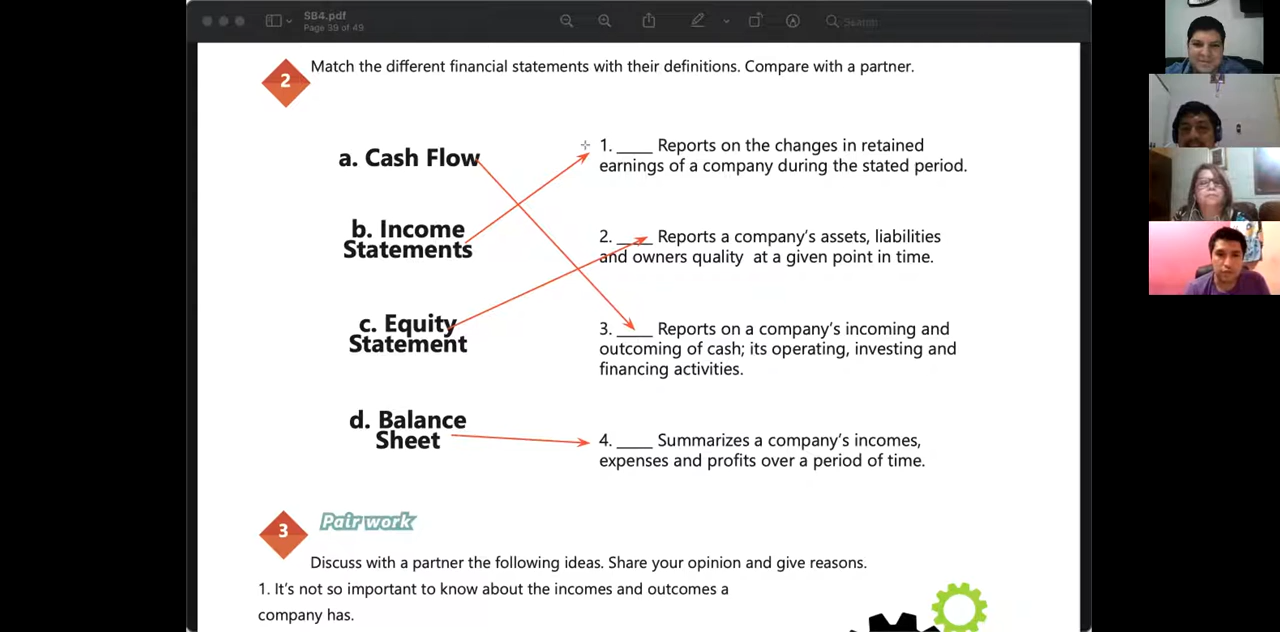 SB4.pdf
Page 39 of 49
Search
2
Match the different financial statements with their definitions. Compare with a partner.
a. Cash Flow
1. ____ Reports on the changes in retained
earnings of a company during the stated period.
b. Income
Statements
2. ____ Reports a company's assets, liabilities
and owners quality at a given point in time.
c. Equity
Statement
3. ____ Reports on a company's incoming and
outcoming of cash; its operating, investing and
financing activities.
d. Balance
Sheet
4. ____ Summarizes a company's incomes,
expenses and profits over a period of time.
3
Pair work
Discuss with a partner the following ideas. Share your opinion and give reasons.
1. It's not so important to know about the incomes and outcomes a
company has.